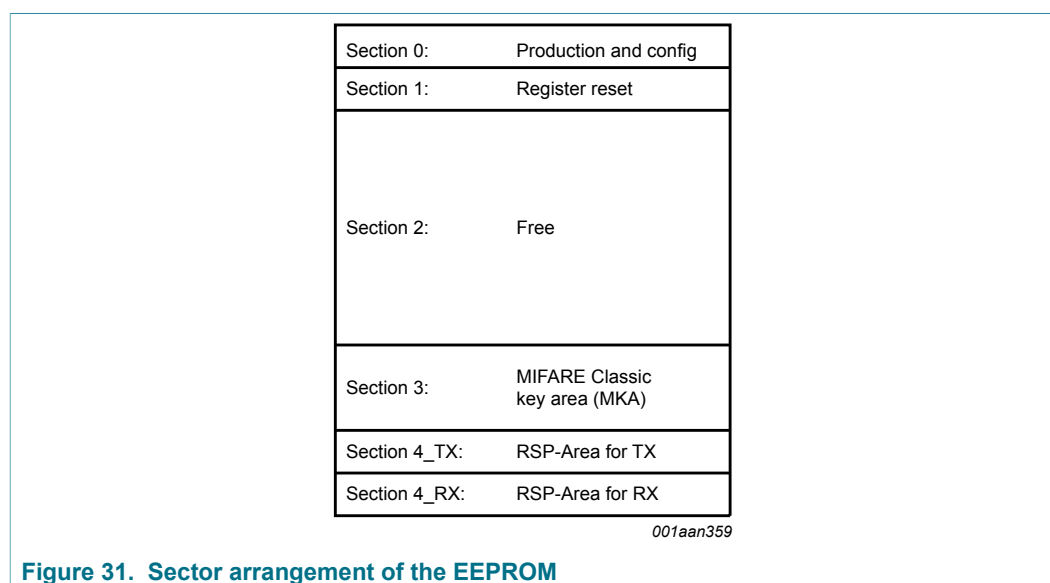 Section 0: Production and config
Section 1: Register reset
Section 2: Free
Section 3: MIFARE Classic
key area (MKA)
Section 4_TX: RSP-Area for TX
Section 4_RX: RSP-Area for RX
001aan359
Figure 31. Sector arrangement of the EEPROM